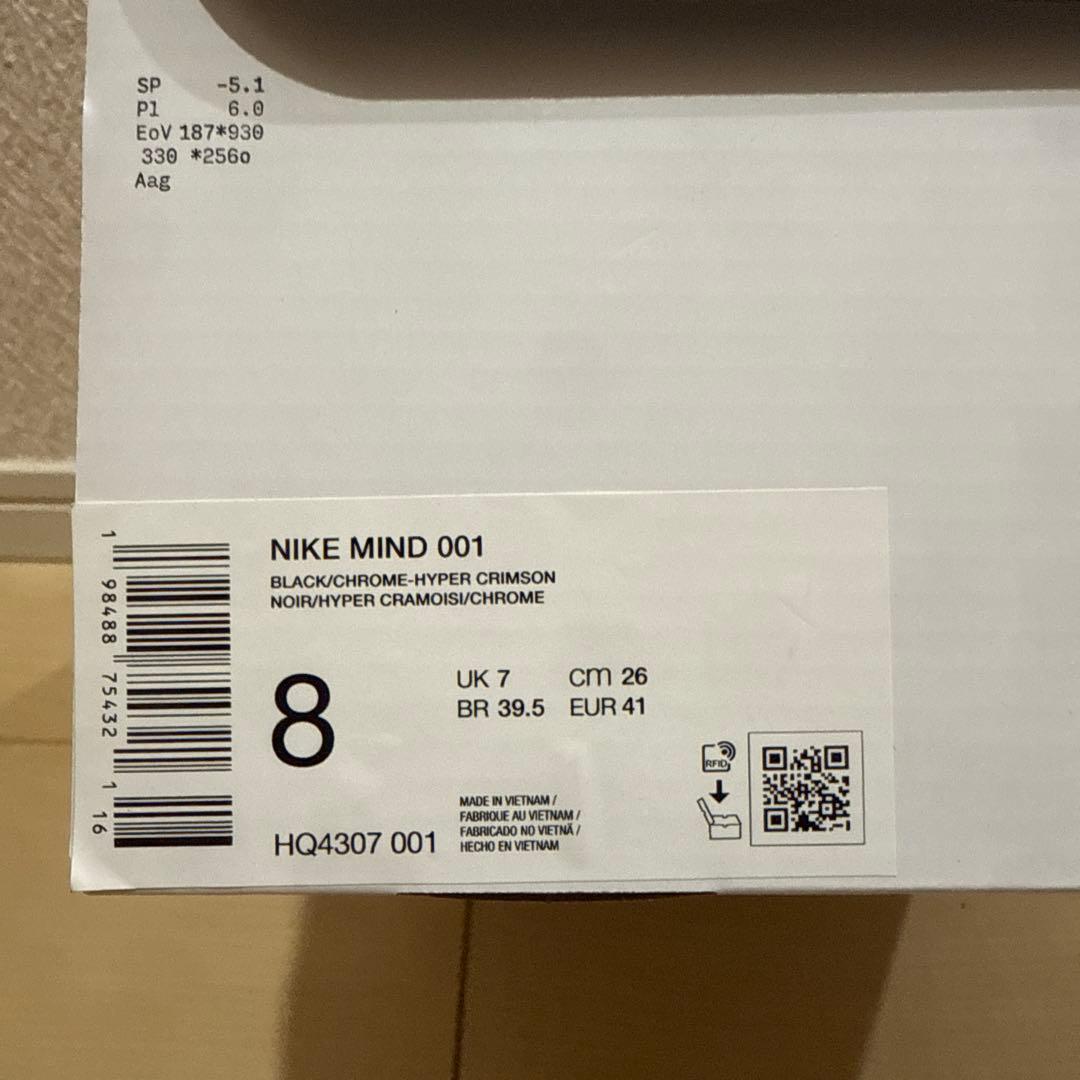 SP -5.1
Pl 6.0
EoV 187*930
330 *256o
Aag
NIKE MIND 001
BLACK/CHROME-HYPER CRIMSON
NOIR/HYPER CRAMOISI/CHROME
8
UK 7 cm 26
BR 39.5 EUR 41
RFID
MADE IN VIETNAM /
FABRIQUE AU VIETNAM /
FABRICADO NO VIETNÃ /
HECHO EN VIETNAM
HQ4307 001
1 98488 75432 1 16